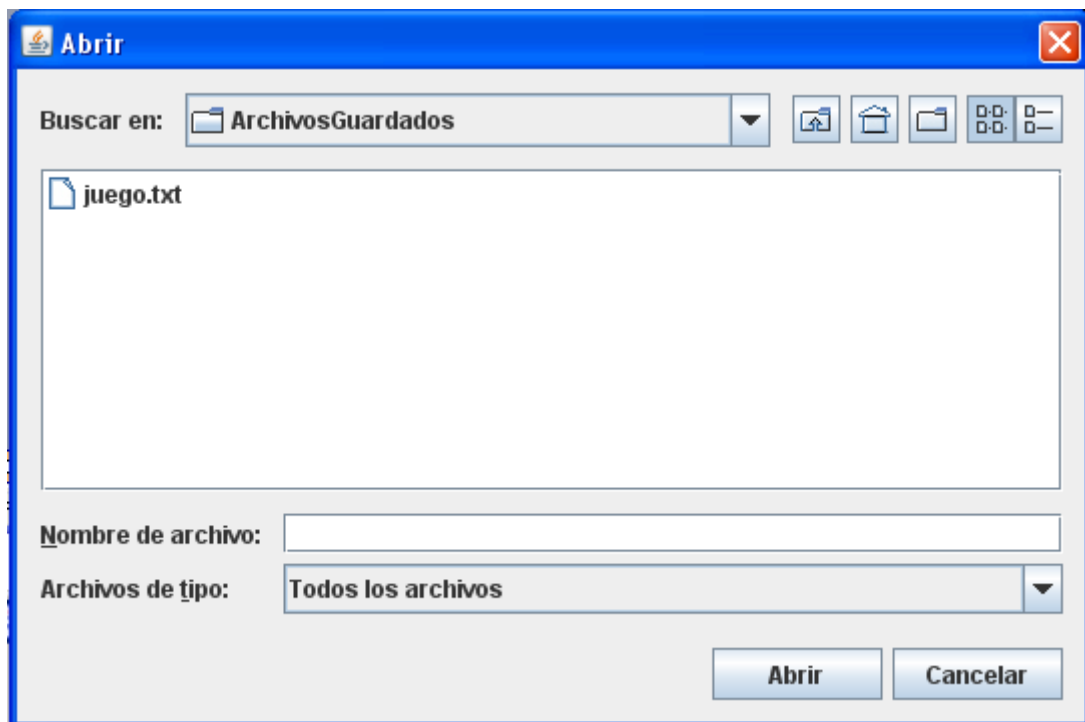 Abrir
Buscar en: ArchivosGuardados
juego.txt
Nombre de archivo:
Archivos de tipo: Todos los archivos
Abrir Cancelar